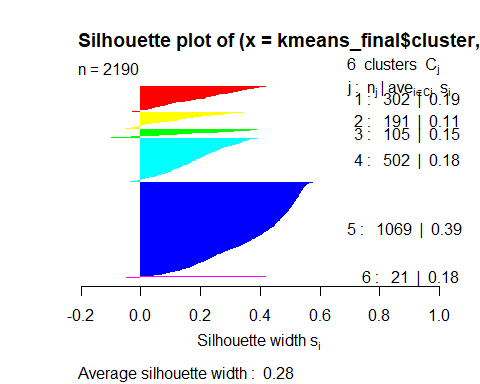 Silhouette plot of (x = kmeans_final$cluster,
n = 2190
6 clusters Cj
j : nj | avei∈Cj si
1 : 302 | 0.19
2 : 191 | 0.11
3 : 105 | 0.15
4 : 502 | 0.18
5 : 1069 | 0.39
6 : 21 | 0.18
-0.2 0.0 0.2 0.4 0.6 0.8 1.0
Silhouette width si
Average silhouette width : 0.28